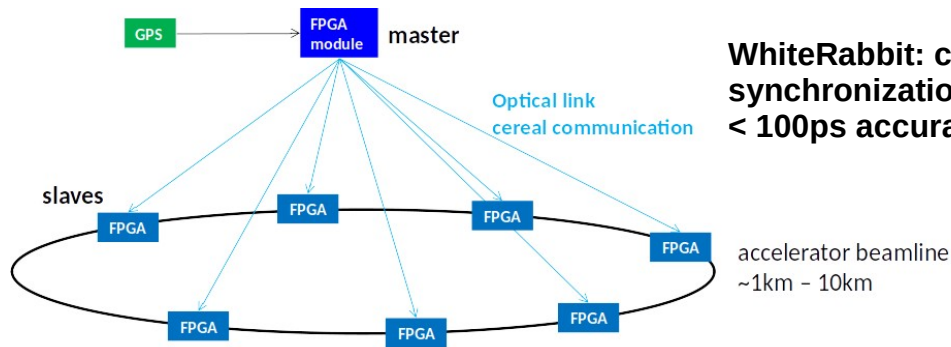 GPS
FPGA
module
master
WhiteRabbit: c
synchronizatio
< 100ps accura
Optical link
cereal communication
slaves
FPGA
FPGA
FPGA
FPGA
accelerator beamline
~1km – 10km
FPGA
FPGA
FPGA